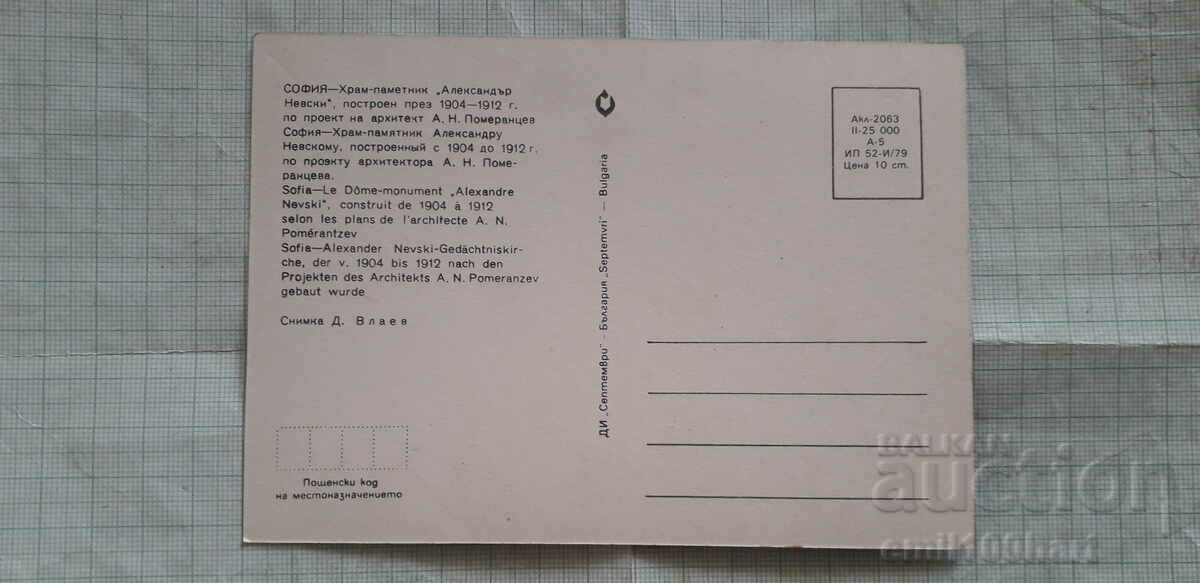 СОФИЯ—Храм-паметник „Александър
Невски", построен през 1904—1912 г.
по проект на архитект А. Н. Померанцев
София—Храм-памятник Александру
Невскому, построенный с 1904 до 1912 г.
по проэкту архитектора А. Н. Поме-
ранцева.
Sofia—Le Dôme-monument „Alexandre
Nevski", construit de 1904 à 1912
selon les plans de l'architecte A. N.
Pomérantzev
Sofia—Alexander Nevski-Gedächtniskir-
che, der v. 1904 bis 1912 nach den
Projekten des Architekts A. N. Pomeranzev
gebaut wurde
Снимка Д. Влаев
Пощенски код
на местоназначението
ДИ „Септември" - България „Septemvri" — Bulgaria
Акл-2063
II-25 000
А-5
ИП 52-И/79
Цена 10 ст.
BALKAN
auction
emil100hart